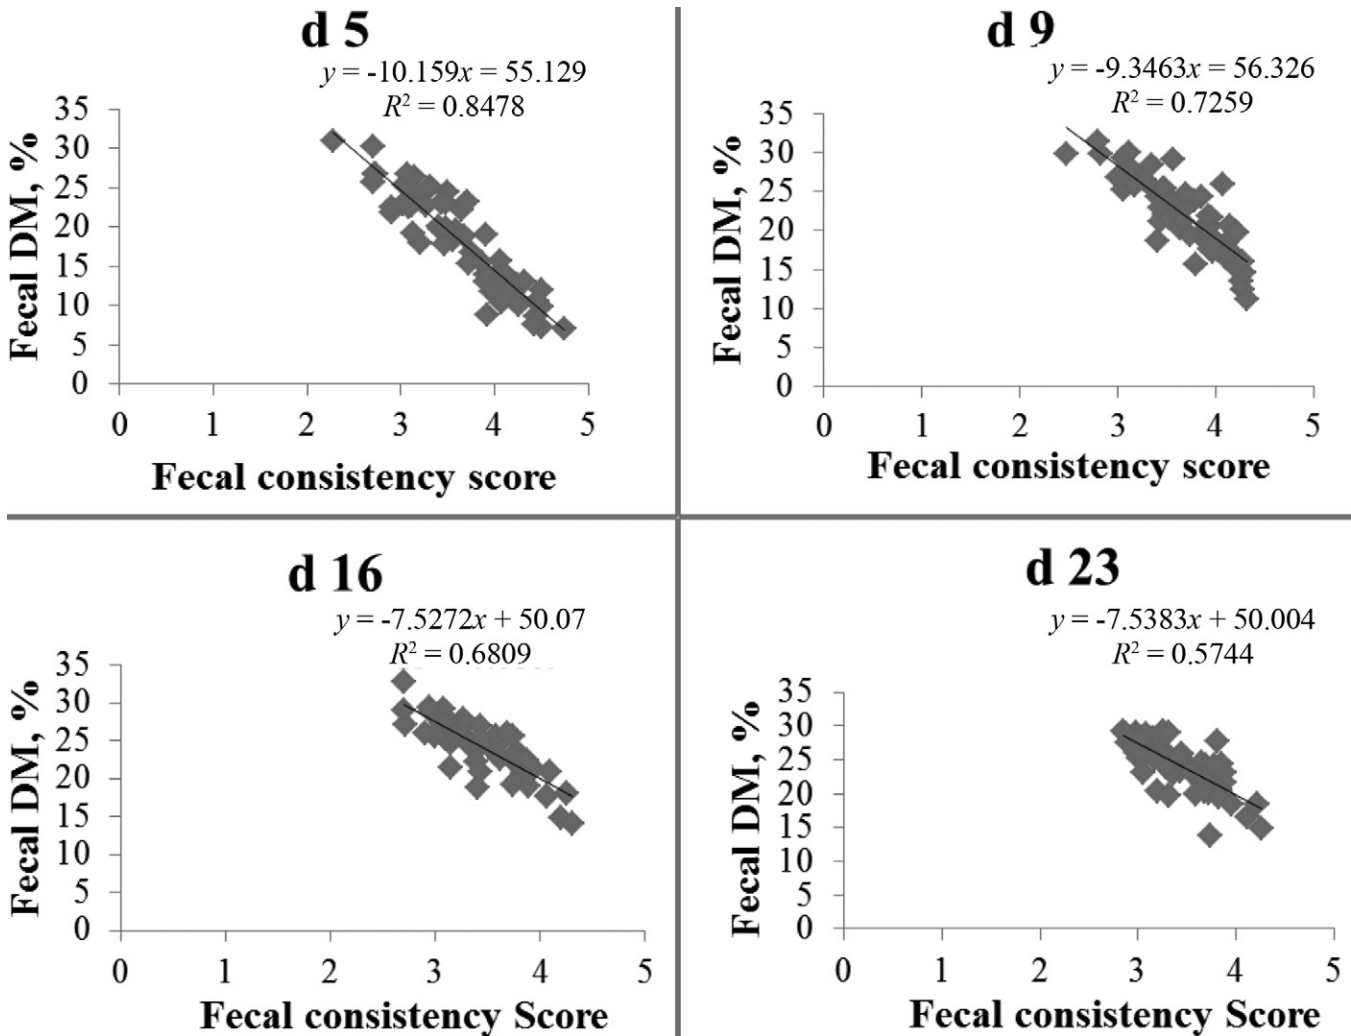 d 5
y = -10.159x = 55.129
R² = 0.8478
35
30
25
20
15
10
5
0
Fecal DM, %
0 1 2 3 4 5
Fecal consistency score
d 9
y = -9.3463x = 56.326
R² = 0.7259
35
30
25
20
15
10
5
0
Fecal DM, %
0 1 2 3 4 5
Fecal consistency score
d 16
y = -7.5272x + 50.07
R² = 0.6809
35
30
25
20
15
10
5
0
Fecal DM, %
0 1 2 3 4 5
Fecal consistency Score
d 23
y = -7.5383x + 50.004
R² = 0.5744
35
30
25
20
15
10
5
0
Fecal DM, %
0 1 2 3 4 5
Fecal consistency Score